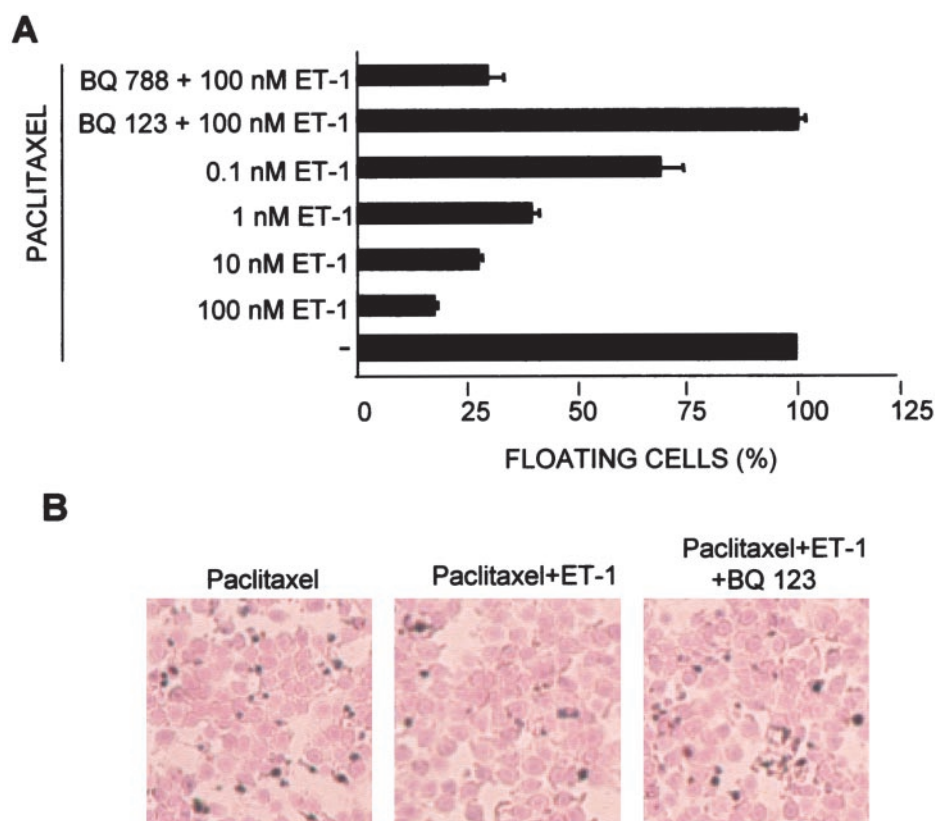 A
PACLITAXEL
BQ 788 + 100 nM ET-1
BQ 123 + 100 nM ET-1
0.1 nM ET-1
1 nM ET-1
10 nM ET-1
100 nM ET-1
-
0 25 50 75 100 125
FLOATING CELLS (%)
B
Paclitaxel
Paclitaxel+ET-1
Paclitaxel+ET-1
+BQ 123